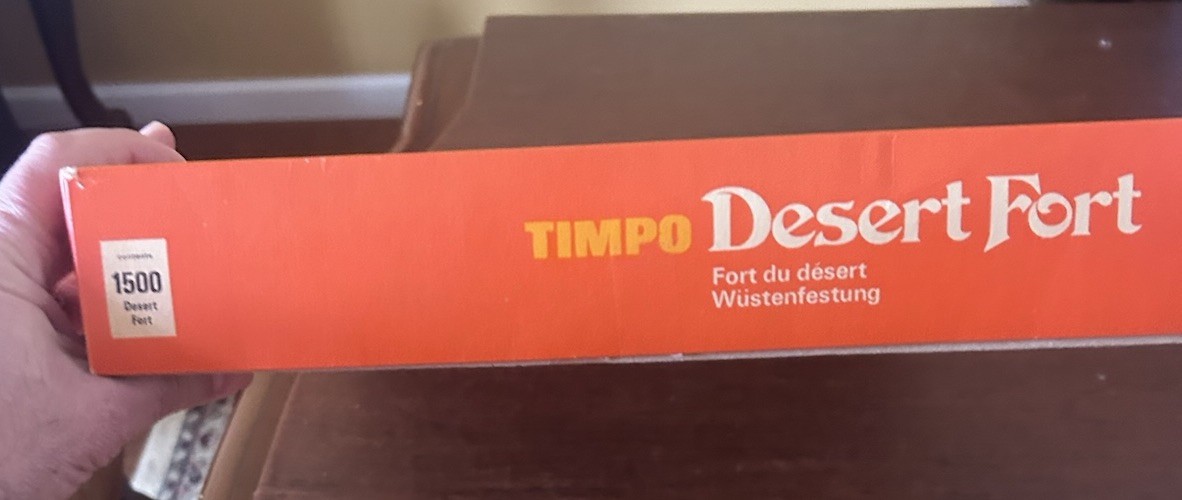 1500
Desert
Fort
TIMPO Desert Fort
Fort du désert
Wüstenfestung